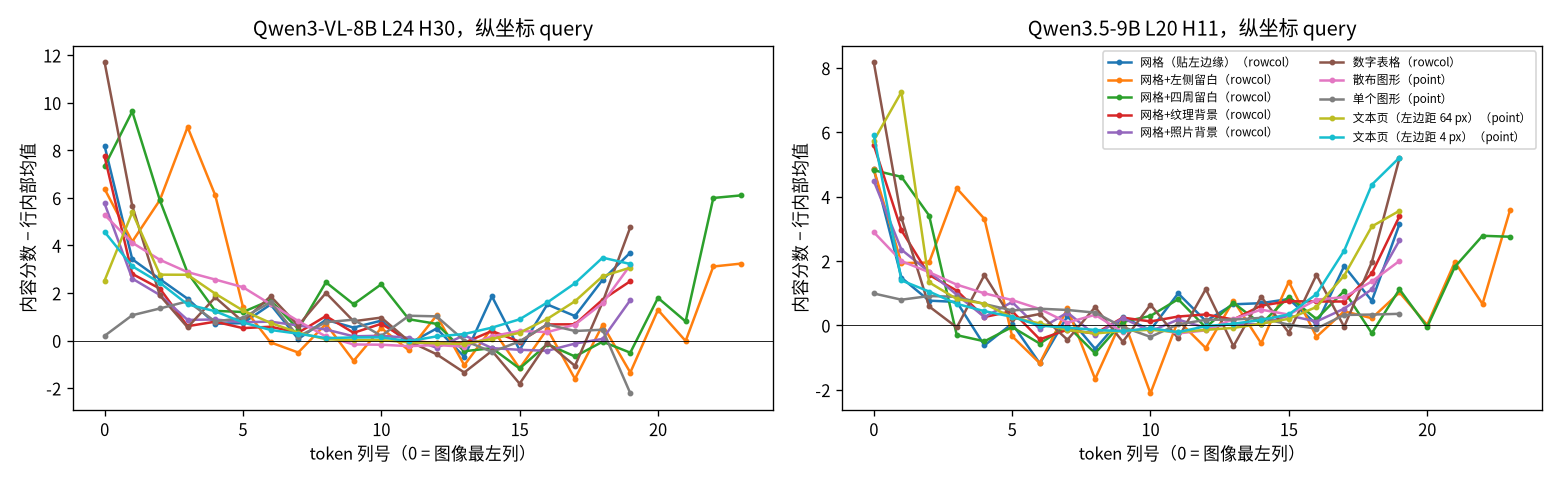 Qwen3-VL-8B L24 H30，纵坐标 query
内容分数 − 行内部均值
12
10
8
6
4
2
0
-2
0 5 10 15 20
token 列号（0 = 图像最左列）
Qwen3.5-9B L20 H11，纵坐标 query
内容分数 − 行内部均值
8
6
4
2
0
-2
0 5 10 15 20
token 列号（0 = 图像最左列）
网格（贴左边缘）（rowcol）
网格+左侧留白（rowcol）
网格+四周留白（rowcol）
网格+纹理背景（rowcol）
网格+照片背景（rowcol）
数字表格（rowcol）
散布图形（point）
单个图形（point）
文本页（左边距 64 px）（point）
文本页（左边距 4 px）（point）